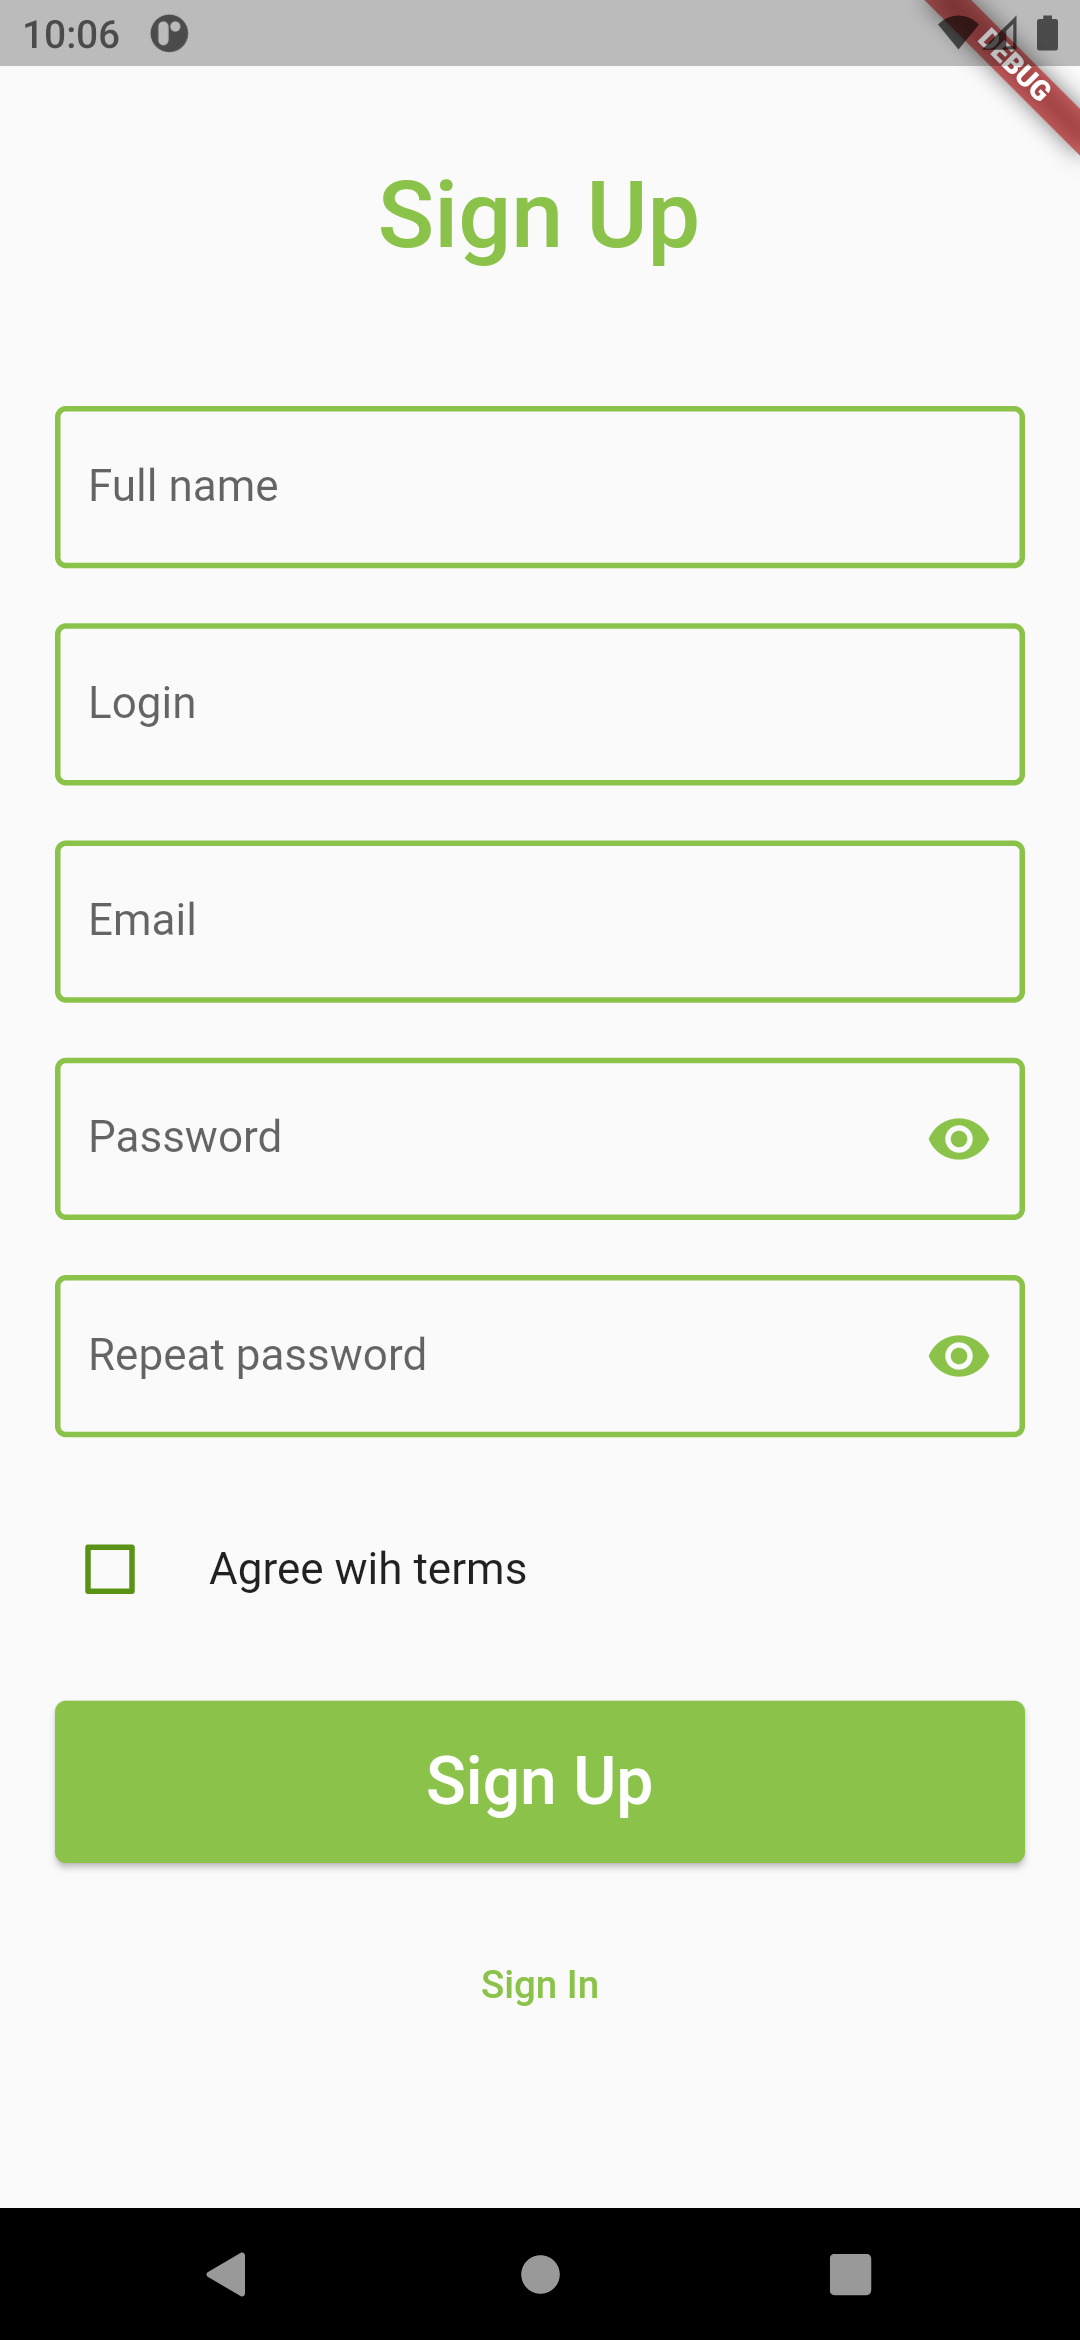 10:06
DEBUG
Sign Up
Full name
Login
Email
Password
Repeat password
Agree wih terms
Sign Up
Sign In